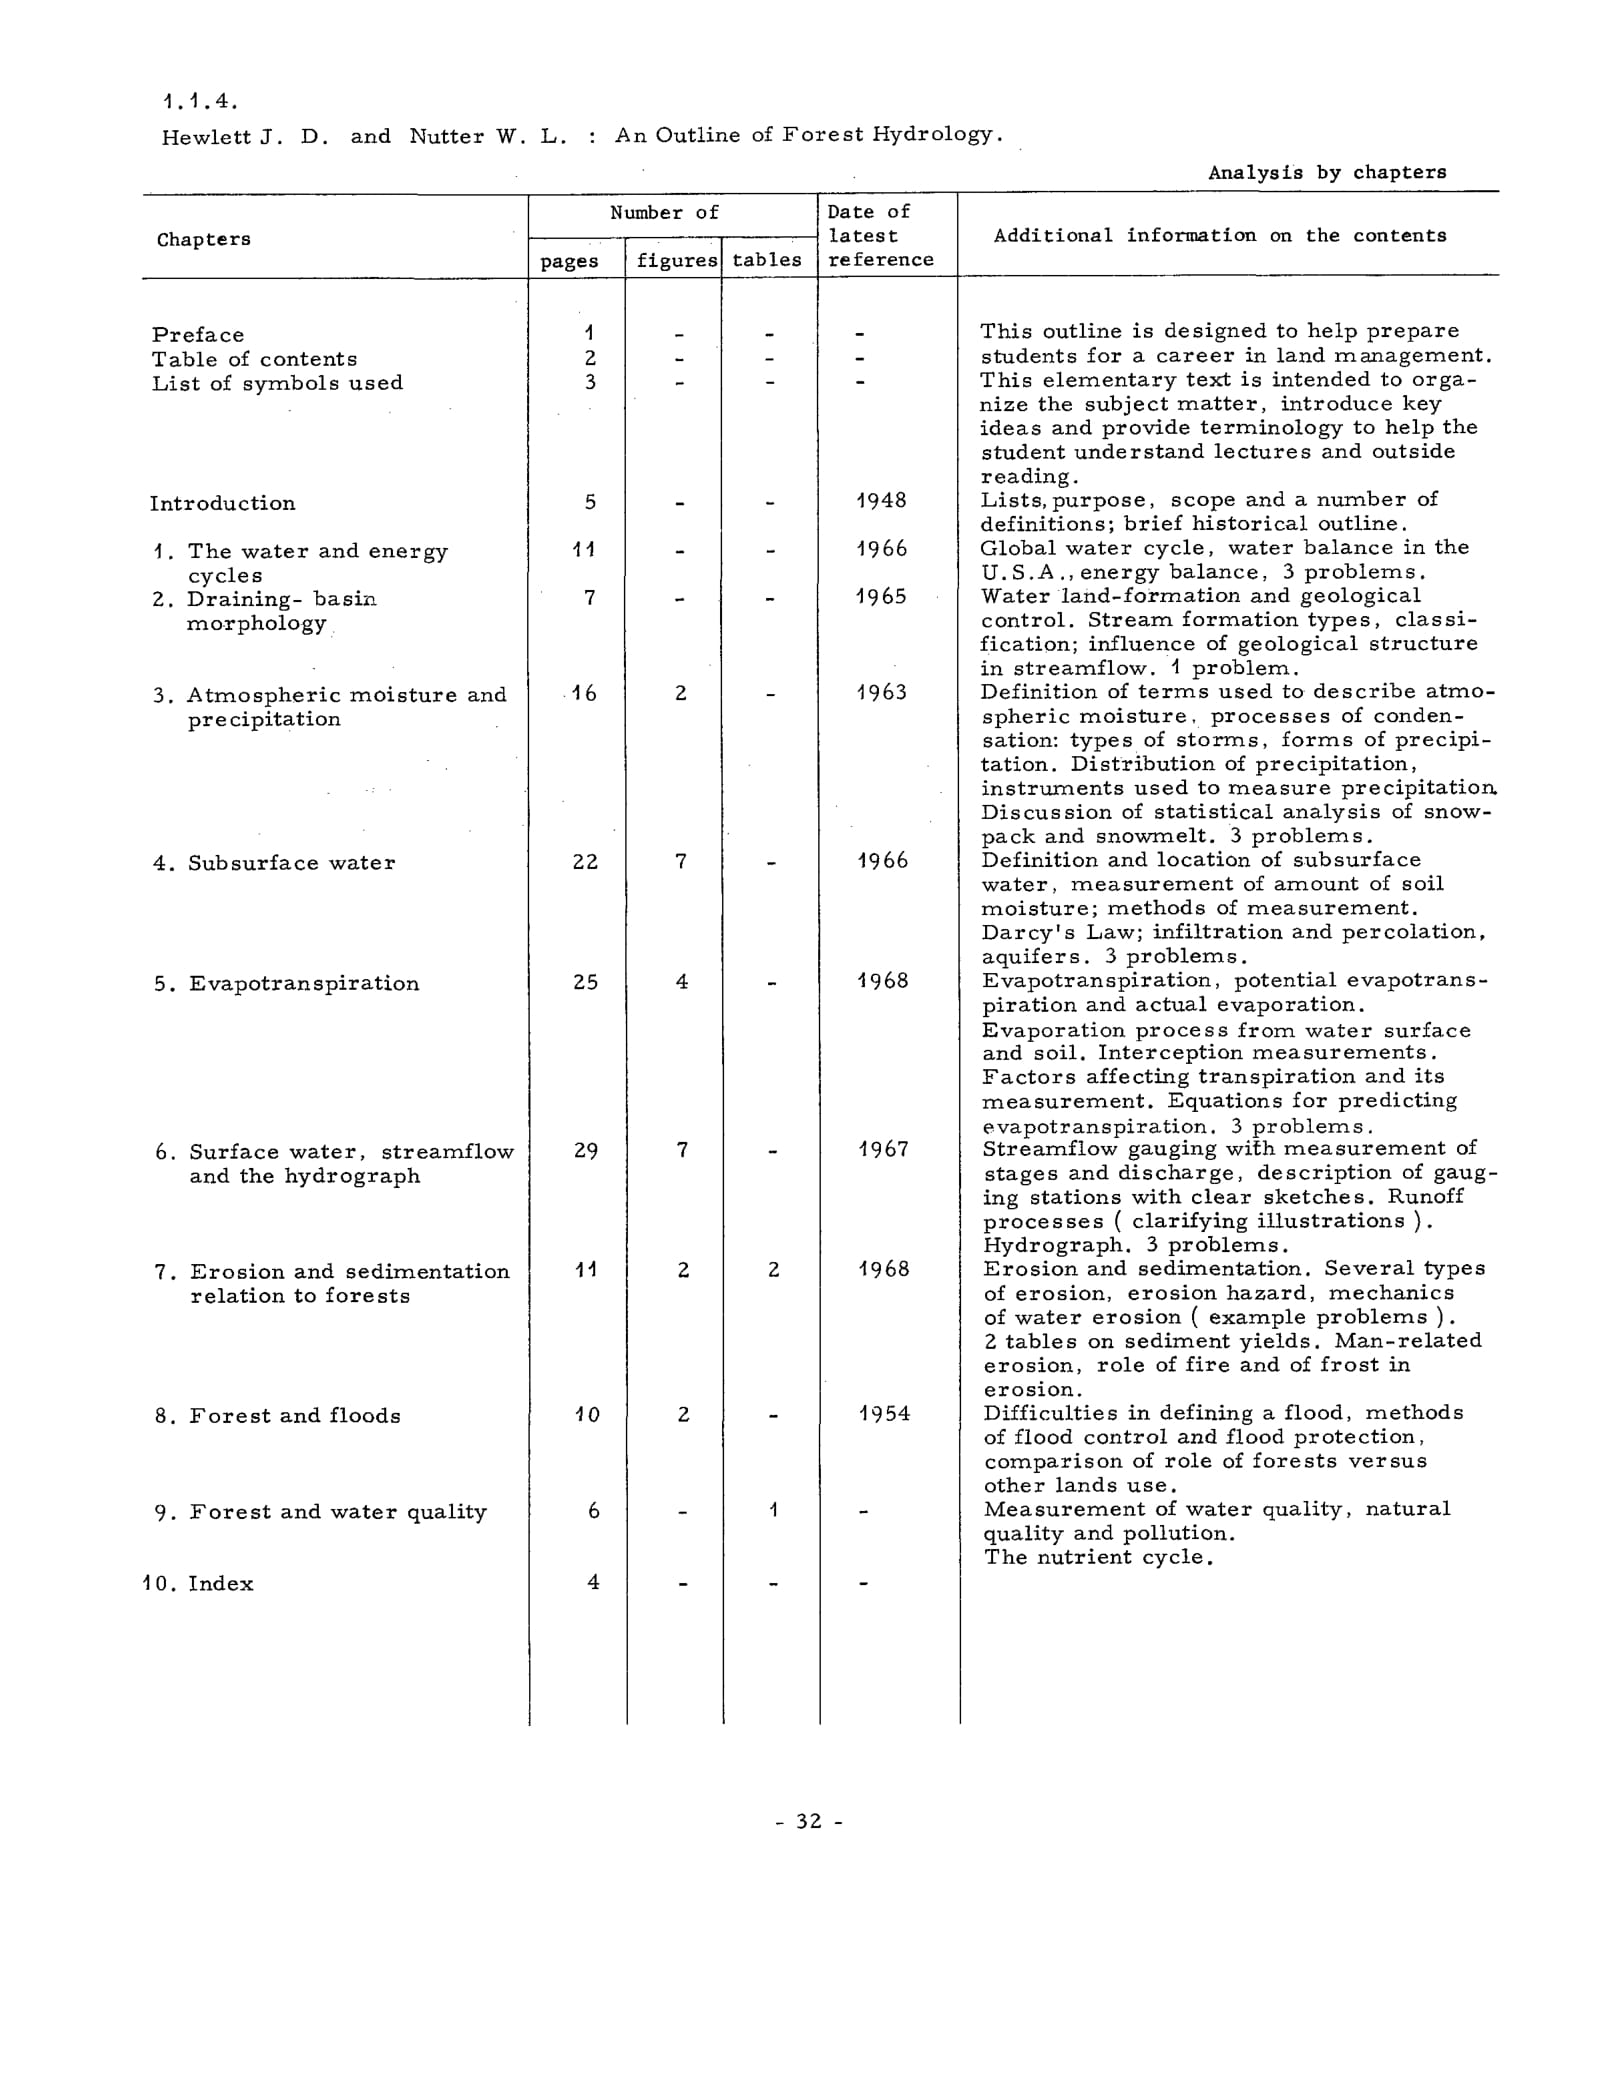 1.1.4.
Hewlett J. D. and Nutter W. L. : An Outline of Forest Hydrology.
Analysis by chapters
Chapters
Number of
pages figures tables
Date of
latest
reference
Additional information on the contents
Preface 1 - - - This outline is designed to help prepare
Table of contents 2 - - - students for a career in land management.
List of symbols used 3 - - - This elementary text is intended to orga-
nize the subject matter, introduce key
ideas and provide terminology to help the
student understand lectures and outside
reading.
Introduction 5 - - 1948 Lists, purpose, scope and a number of
definitions; brief historical outline.
1. The water and energy 11 - - 1966 Global water cycle, water balance in the
cycles U.S.A., energy balance, 3 problems.
2. Draining- basin 7 - - 1965 Water land-formation and geological
morphology control. Stream formation types, classi-
fication; influence of geological structure
in streamflow. 1 problem.
3. Atmospheric moisture and 16 2 - 1963 Definition of terms used to describe atmo-
precipitation spheric moisture, processes of conden-
sation: types of storms, forms of precipi-
tation. Distribution of precipitation,
instruments used to measure precipitation.
Discussion of statistical analysis of snow-
pack and snowmelt. 3 problems.
4. Subsurface water 22 7 - 1966 Definition and location of subsurface
water, measurement of amount of soil
moisture; methods of measurement.
Darcy's Law; infiltration and percolation,
aquifers. 3 problems.
5. Evapotranspiration 25 4 - 1968 Evapotranspiration, potential evapotrans-
piration and actual evaporation.
Evaporation process from water surface
and soil. Interception measurements.
Factors affecting transpiration and its
measurement. Equations for predicting
evapotranspiration. 3 problems.
6. Surface water, streamflow 29 7 - 1967 Streamflow gauging with measurement of
and the hydrograph stages and discharge, description of gaug-
ing stations with clear sketches. Runoff
processes ( clarifying illustrations ).
Hydrograph. 3 problems.
7. Erosion and sedimentation 11 2 2 1968 Erosion and sedimentation. Several types
relation to forests of erosion, erosion hazard, mechanics
of water erosion ( example problems ).
2 tables on sediment yields. Man-related
erosion, role of fire and of frost in
erosion.
8. Forest and floods 10 2 - 1954 Difficulties in defining a flood, methods
of flood control and flood protection,
comparison of role of forests versus
other lands use.
9. Forest and water quality 6 - 1 - Measurement of water quality, natural
quality and pollution.
The nutrient cycle.
10. Index 4 - - -
- 32 -